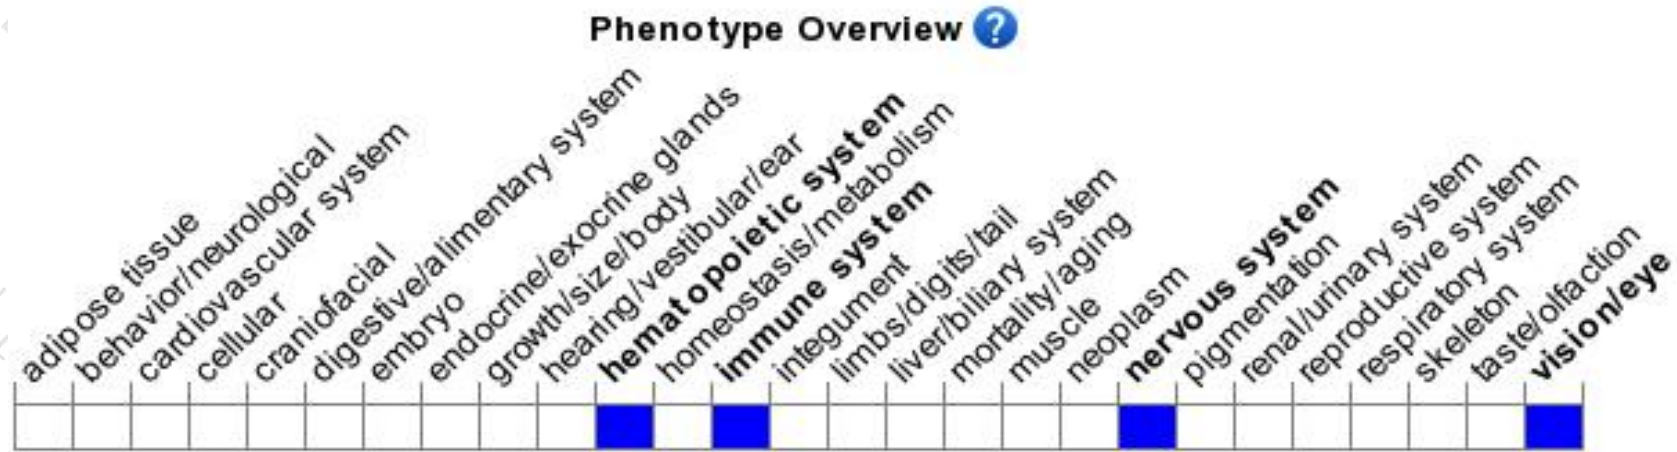 Phenotype Overview ?
adipose tissue
behavior/neurological
cardiovascular system
cellular
craniofacial
digestive/alimentary system
embryo
endocrine/exocrine glands
growth/size/body
hearing/vestibular/ear
hematopoietic system
homeostasis/metabolism
immune system
integument
limbs/digits/tail
liver/biliary system
mortality/aging
muscle
neoplasm
nervous system
pigmentation
renal/urinary system
reproductive system
respiratory system
skeleton
taste/olfaction
vision/eye